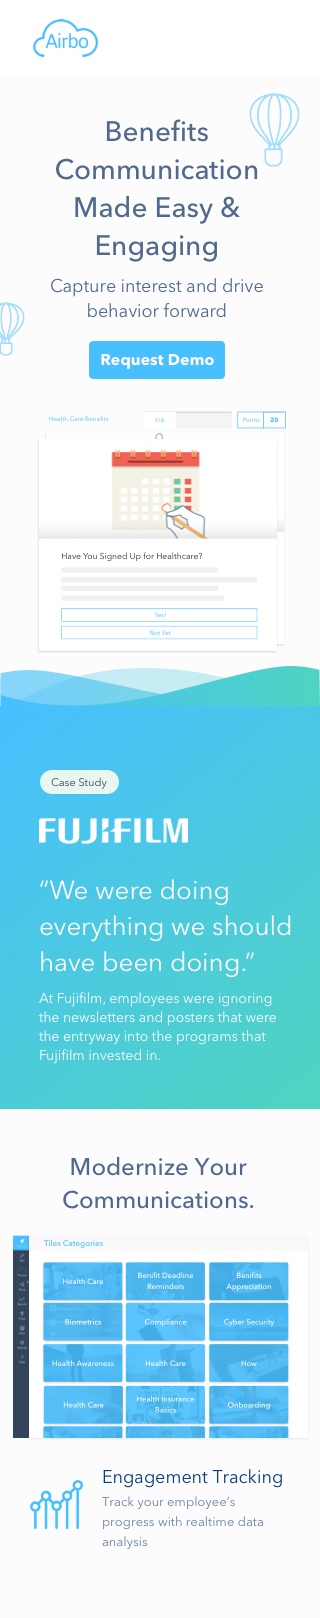 Airbo
Benefits
Communication
Made Easy &
Engaging
Capture interest and drive
behavior forward
Request Demo
Health Care Benefits
1/4
Points 20
Have You Signed Up for Healthcare?
Yes!
Not Yet
Case Study
FUJIFILM
“We were doing
everything we should
have been doing.”
At Fujifilm, employees were ignoring
the newsletters and posters that were
the entryway into the programs that
Fujifilm invested in.
Modernize Your
Communications.
Tiles Categories
Health Care
Benifit Deadline
Reminders
Benifits
Appreciation
Biometrics
Compliance
Cyber Security
Health Awareness
Health Care
How
Health Care
Health Insurance
Basics
Onboarding
Engagement Tracking
Track your employee's
progress with realtime data
analysis